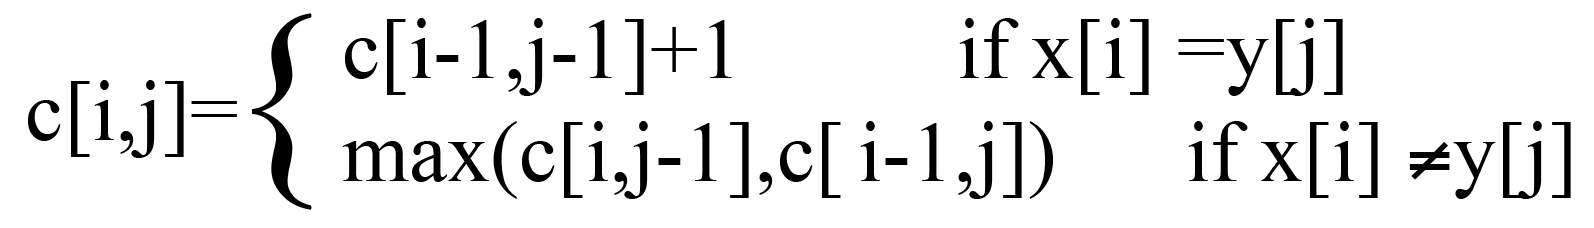 c[i-1,j-1]+1 if x[i] =y[j]
c[i,j]={
max(c[i,j-1],c[ i-1,j]) if x[i] ≠y[j]